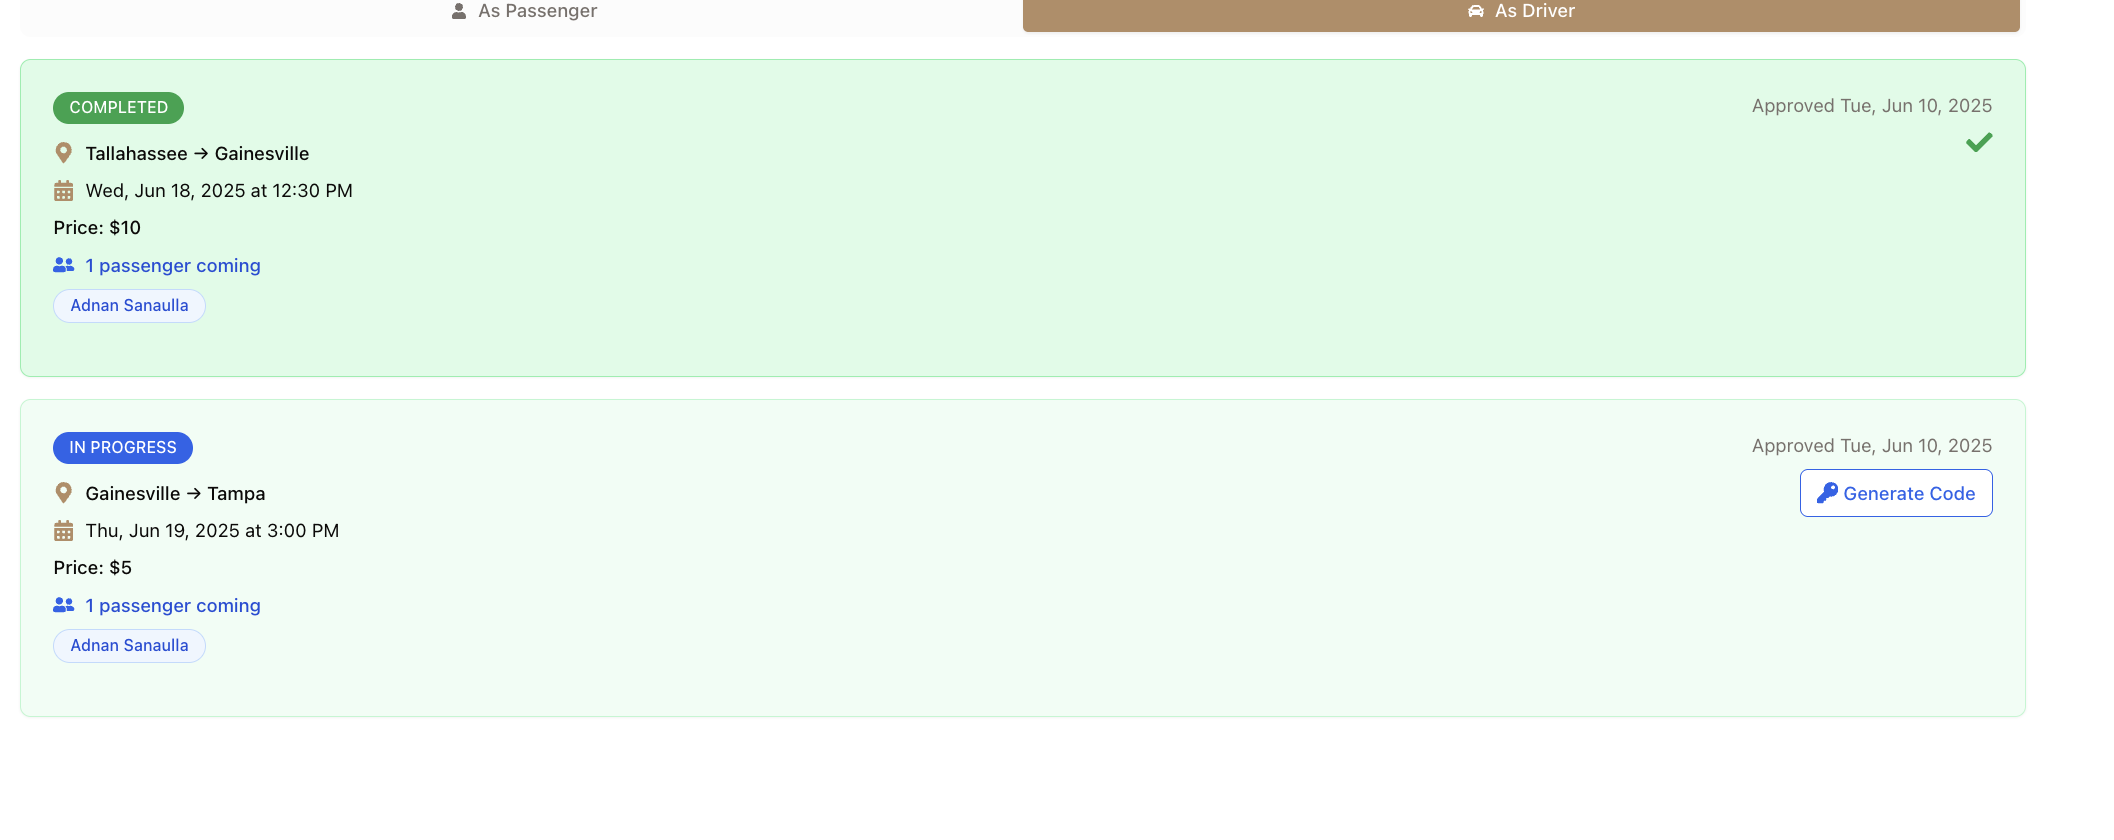 As Passenger
As Driver
COMPLETED
Approved Tue, Jun 10, 2025
Tallahassee → Gainesville
Wed, Jun 18, 2025 at 12:30 PM
Price: $10
1 passenger coming
Adnan Sanaulla
IN PROGRESS
Approved Tue, Jun 10, 2025
Gainesville → Tampa
Generate Code
Thu, Jun 19, 2025 at 3:00 PM
Price: $5
1 passenger coming
Adnan Sanaulla